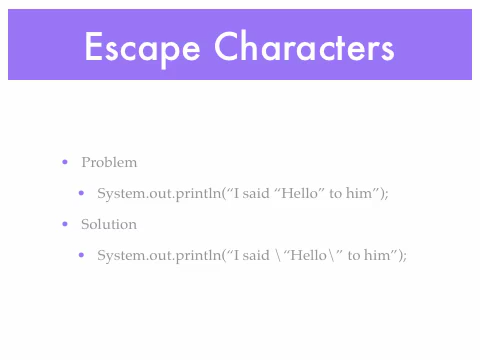 Escape Characters
• Problem
• System.out.println(“I said “Hello” to him”);
• Solution
• System.out.println(“I said \“Hello\” to him”);